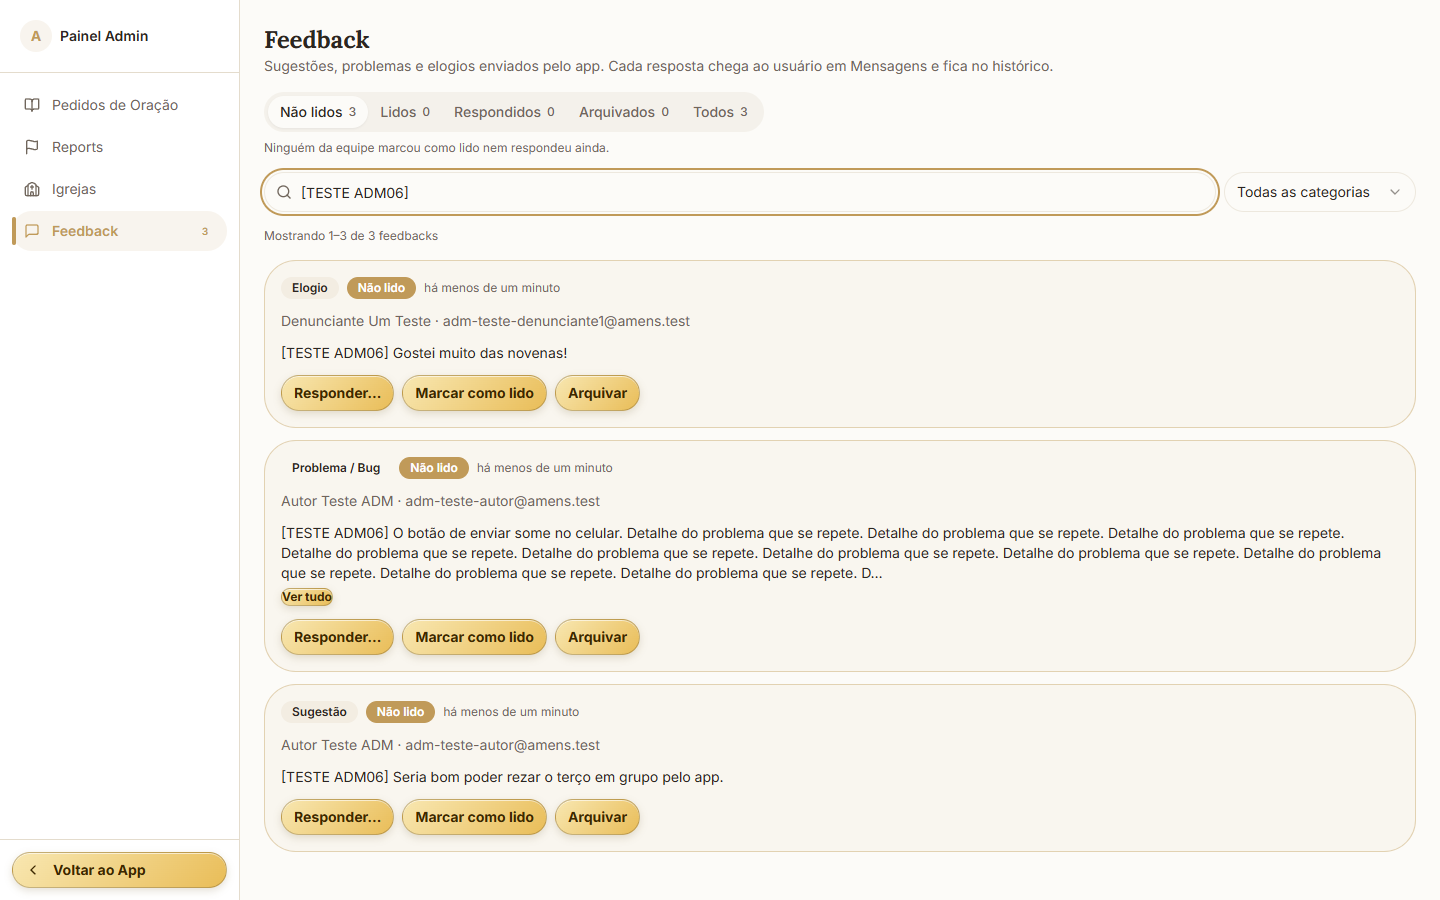 A Painel Admin
Pedidos de Oração
Reports
Igrejas
Feedback 3
Voltar ao App
Feedback
Sugestões, problemas e elogios enviados pelo app. Cada resposta chega ao usuário em Mensagens e fica no histórico.
Não lidos 3 Lidos 0 Respondidos 0 Arquivados 0 Todos 3
Ninguém da equipe marcou como lido nem respondeu ainda.
[TESTE ADM06] Todas as categorias
Mostrando 1–3 de 3 feedbacks
Elogio Não lido há menos de um minuto
Denunciante Um Teste · adm-teste-denunciante1@amens.test
[TESTE ADM06] Gostei muito das novenas!
Responder... Marcar como lido Arquivar
Problema / Bug Não lido há menos de um minuto
Autor Teste ADM · adm-teste-autor@amens.test
[TESTE ADM06] O botão de enviar some no celular. Detalhe do problema que se repete. Detalhe do problema que se repete. Detalhe do problema que se repete.
Detalhe do problema que se repete. Detalhe do problema que se repete. Detalhe do problema que se repete. Detalhe do problema que se repete. Detalhe do problema
que se repete. Detalhe do problema que se repete. Detalhe do problema que se repete. D...
Ver tudo
Responder... Marcar como lido Arquivar
Sugestão Não lido há menos de um minuto
Autor Teste ADM · adm-teste-autor@amens.test
[TESTE ADM06] Seria bom poder rezar o terço em grupo pelo app.
Responder... Marcar como lido Arquivar